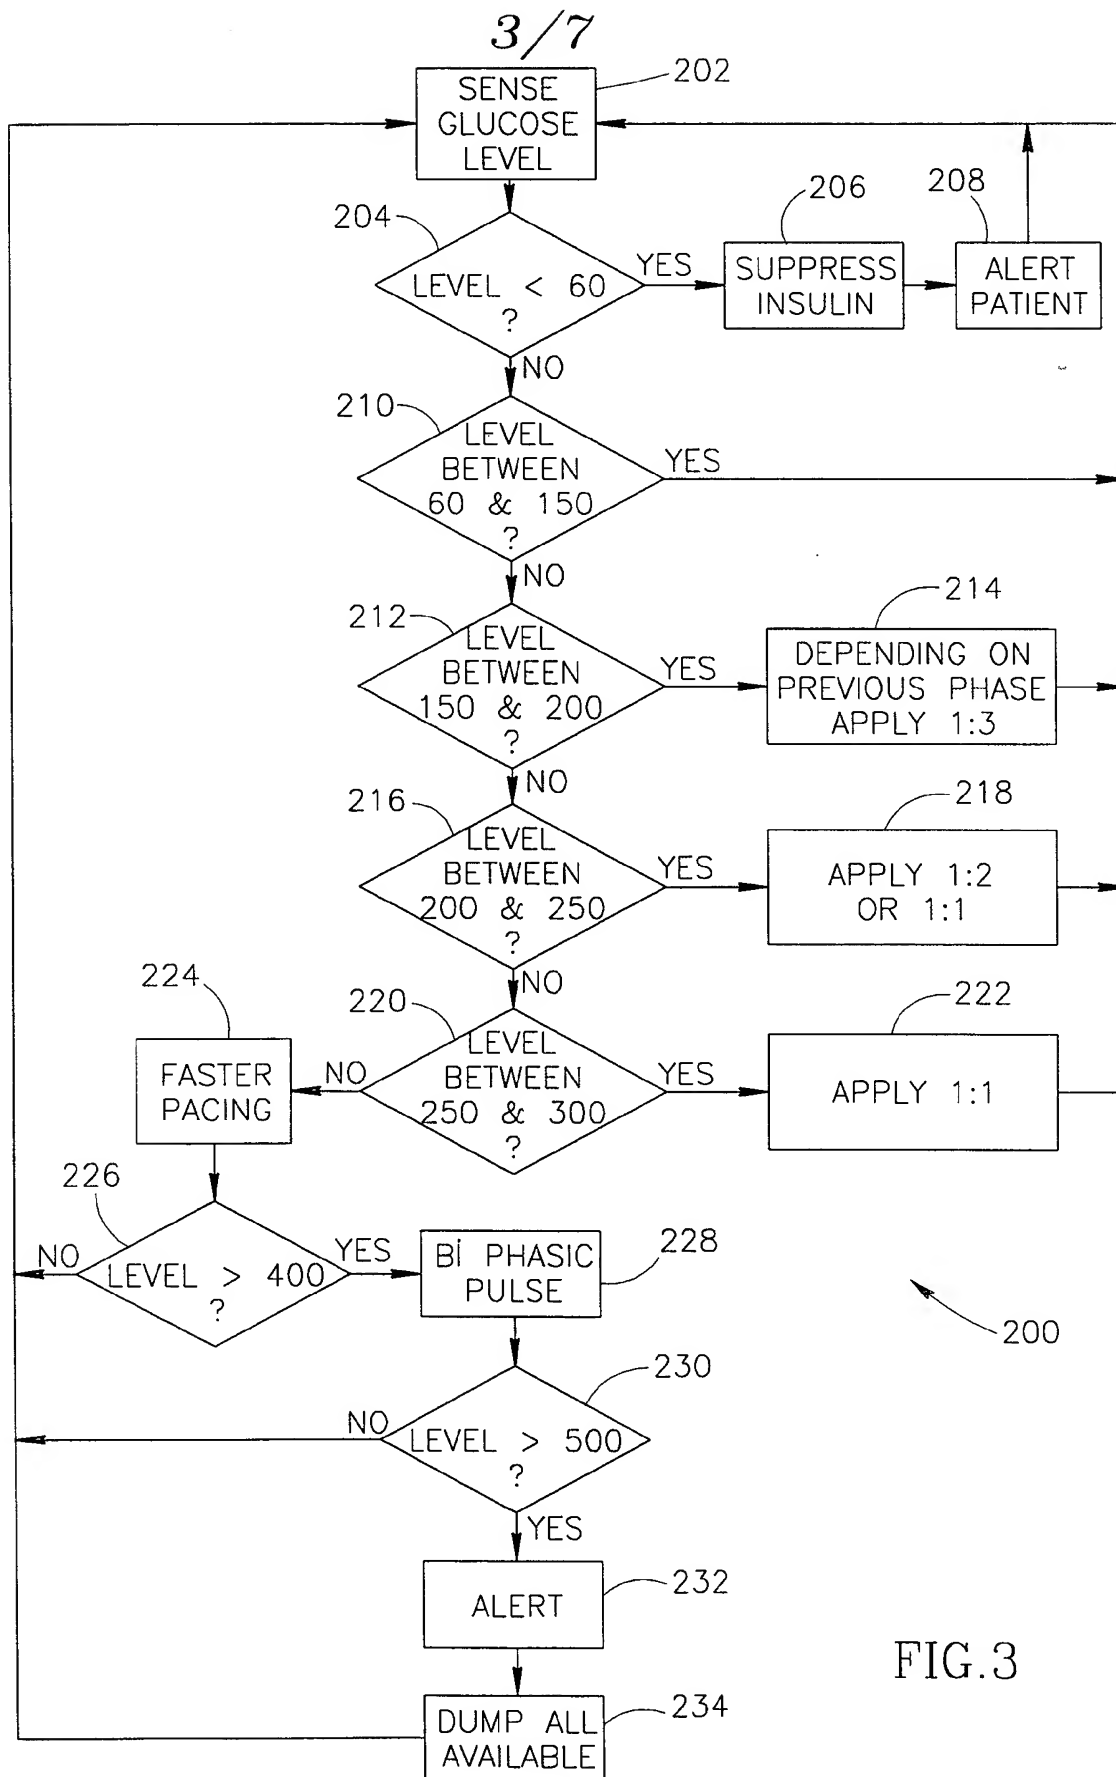 3/7
SENSE
GLUCOSE
LEVEL
202
204
LEVEL < 60
?
YES
NO
206
SUPPRESS
INSULIN
208
ALERT
PATIENT
210
LEVEL
BETWEEN
60 & 150
?
YES
NO
212
LEVEL
BETWEEN
150 & 200
?
YES
NO
214
DEPENDING ON
PREVIOUS PHASE
APPLY 1:3
216
LEVEL
BETWEEN
200 & 250
?
YES
NO
218
APPLY 1:2
OR 1:1
220
LEVEL
BETWEEN
250 & 300
?
YES
NO
222
APPLY 1:1
224
FASTER
PACING
226
LEVEL > 400
?
NO
YES
BI PHASIC
PULSE
228
200
230
LEVEL > 500
?
NO
YES
ALERT
232
DUMP ALL
AVAILABLE
234
FIG.3